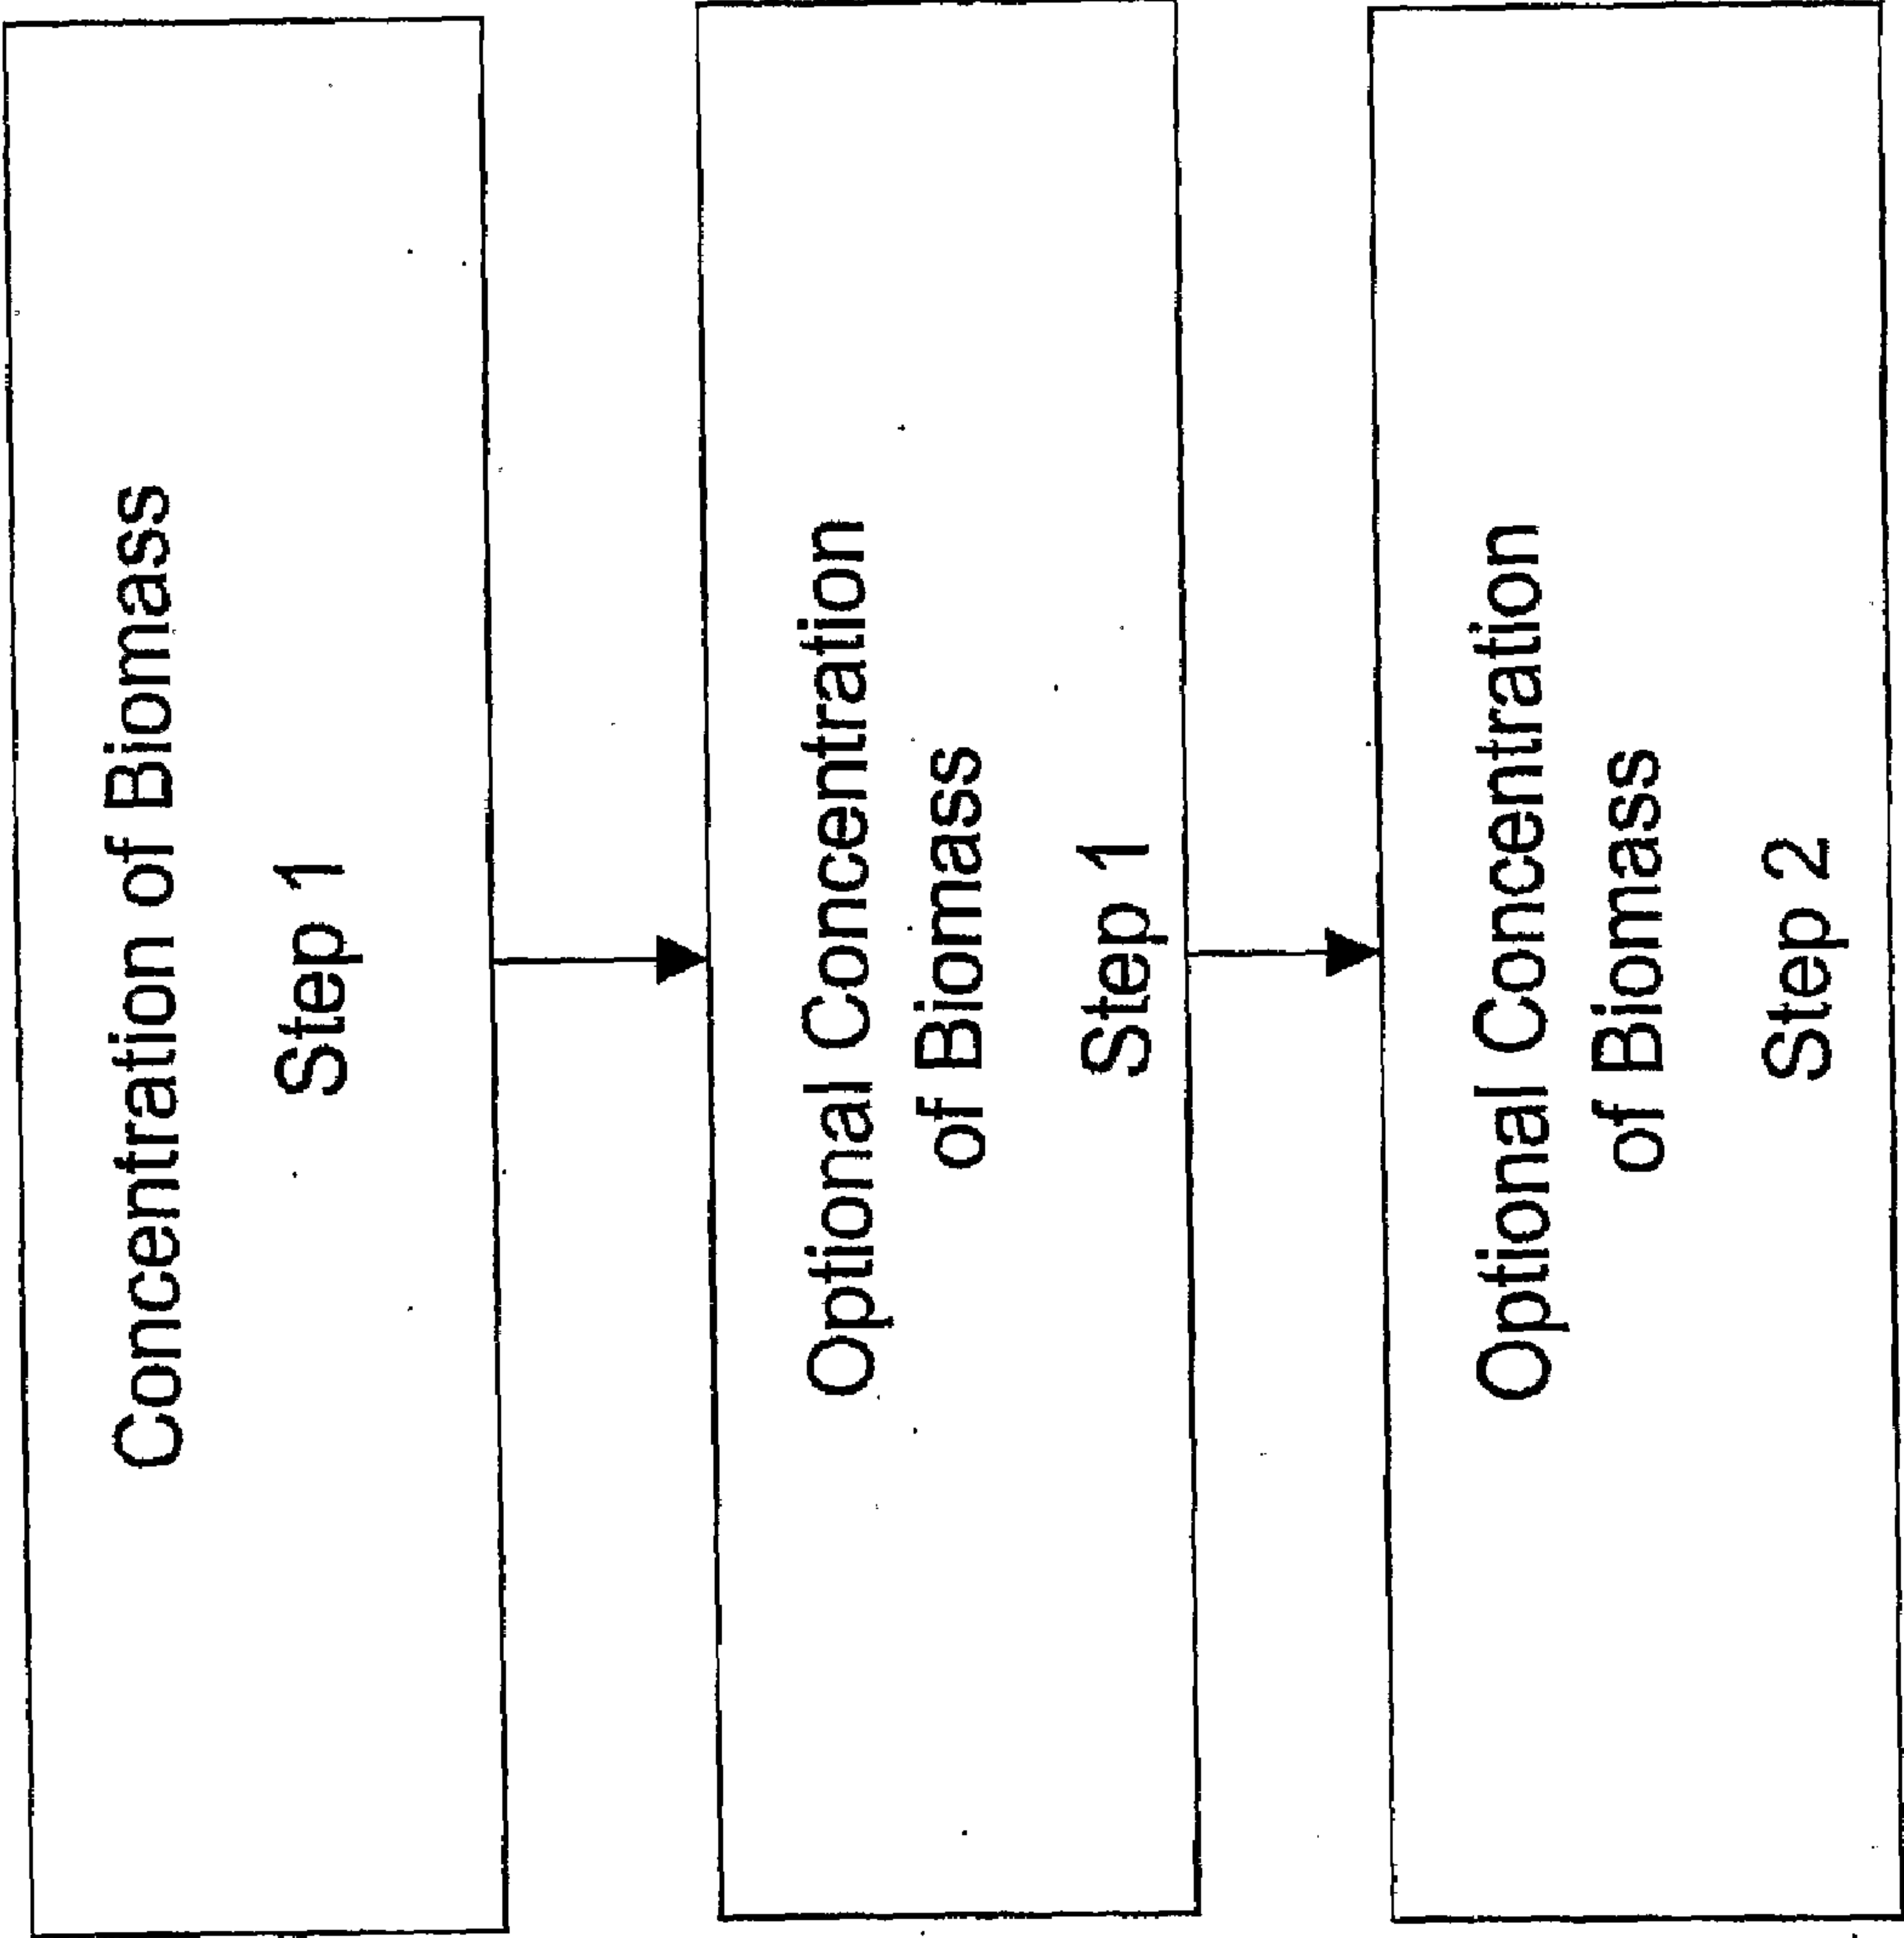 Concentration of Biomass
Step 1
Optional Concentration
of Biomass
Step 1
Optional Concentration
of Biomass
Step 2